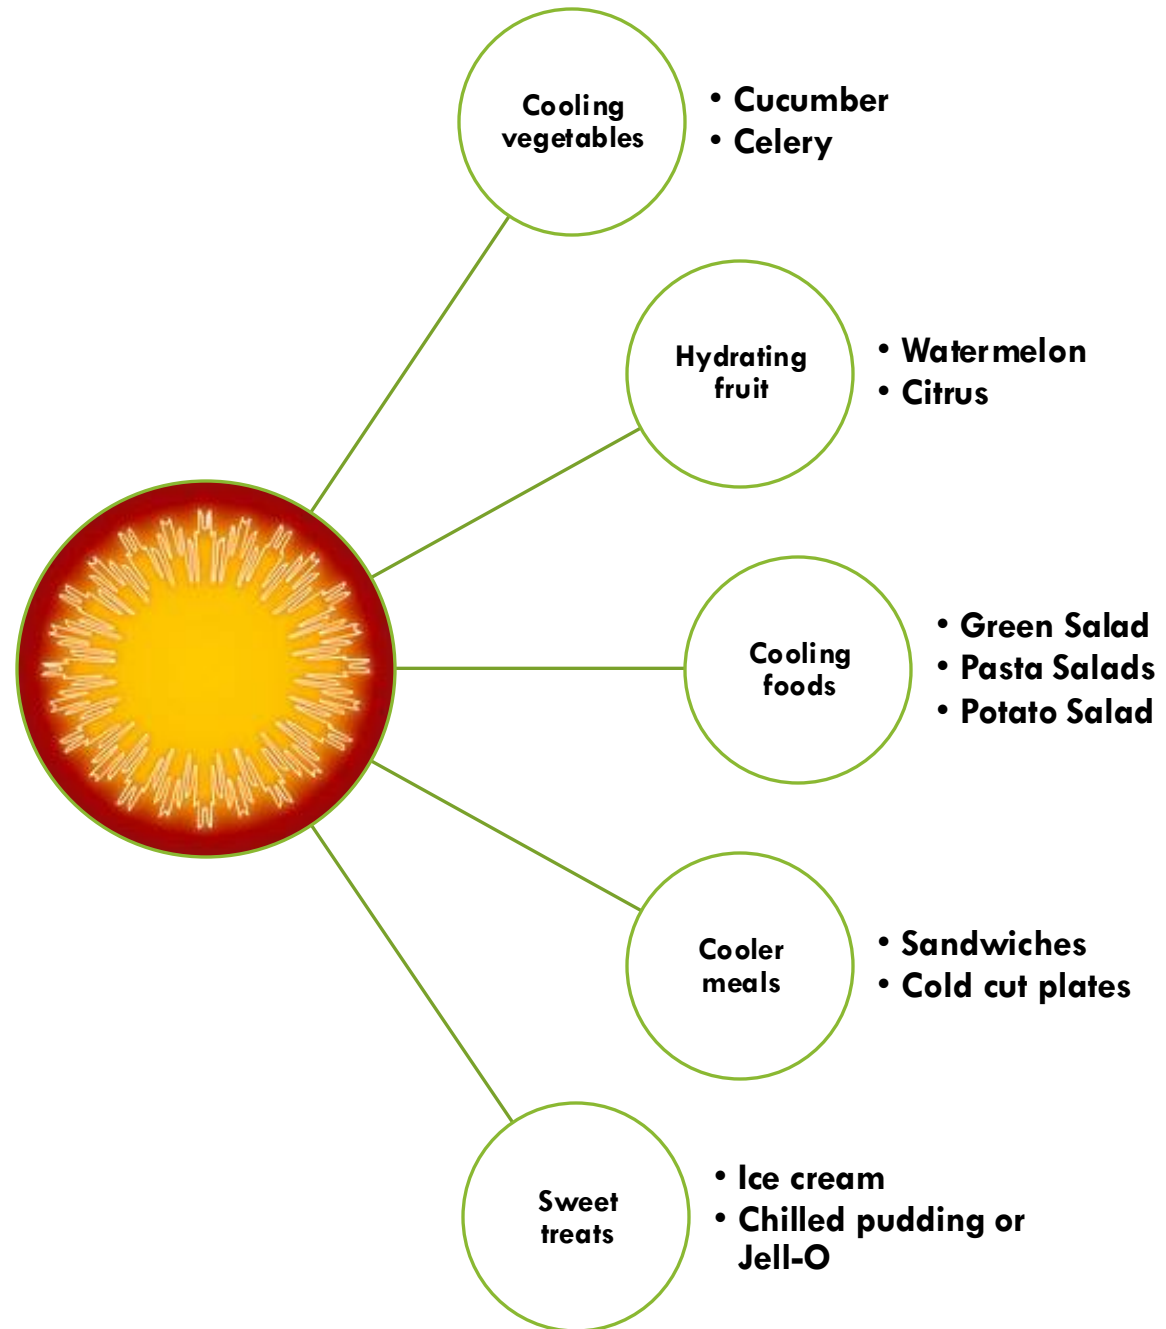 Cooling
vegetables
• Cucumber
• Celery
Hydrating
fruit
• Watermelon
• Citrus
Cooling
foods
• Green Salad
• Pasta Salads
• Potato Salad
Cooler
meals
• Sandwiches
• Cold cut plates
Sweet
treats
• Ice cream
• Chilled pudding or
Jell-O